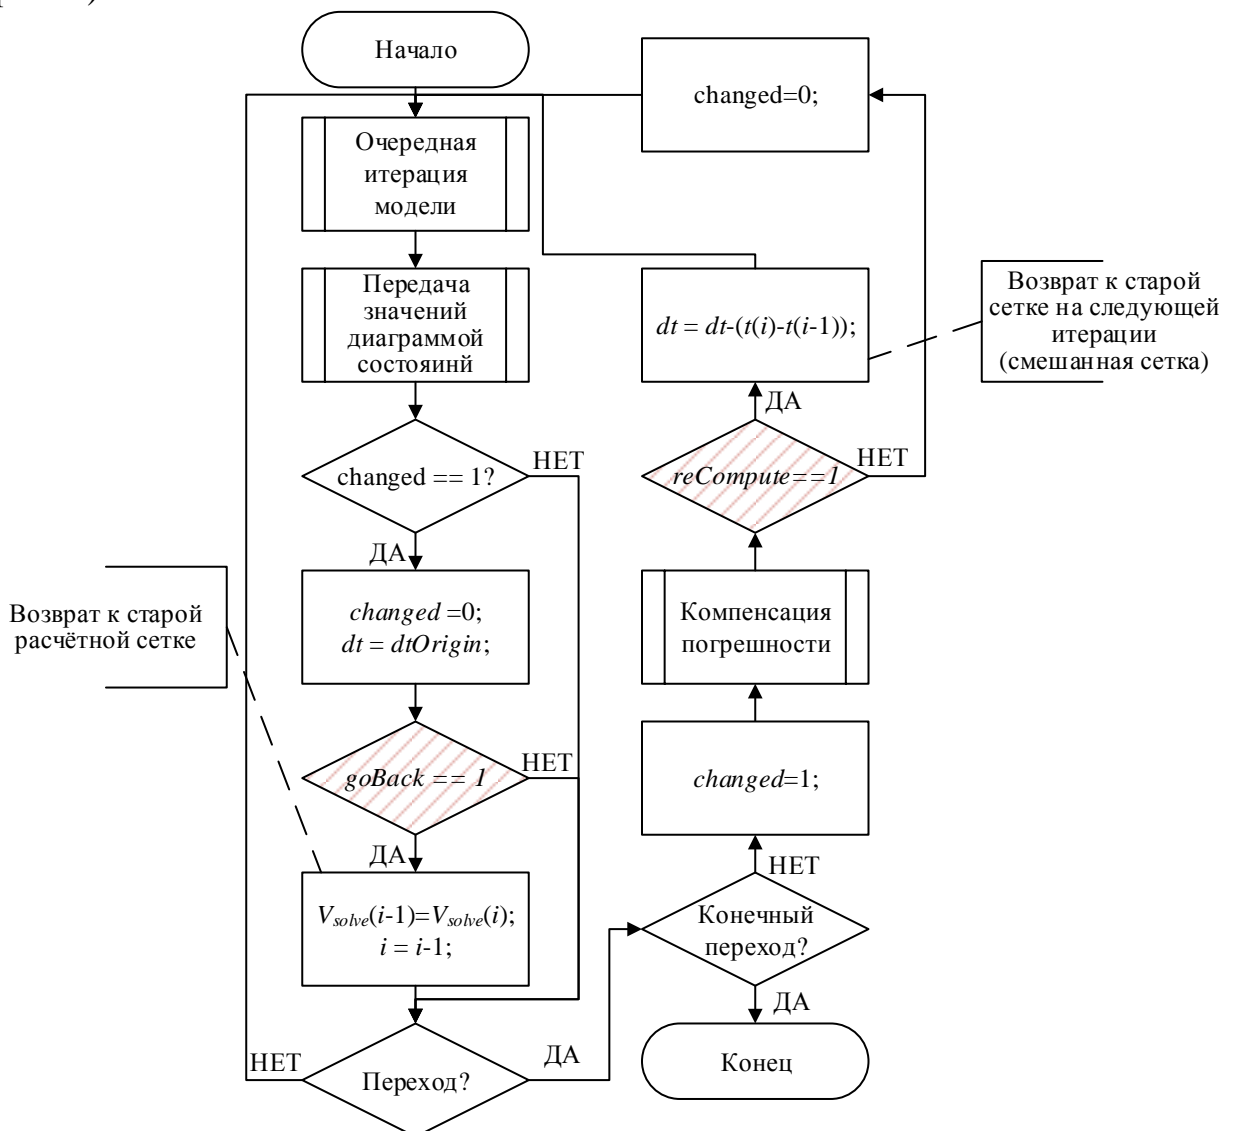 Начало
Очередная
итерация
модели
Передача
значений
диаграммой
состояинй
changed == 1?
НЕТ
ДА
changed =0;
dt = dtOrigin;
Возврат к старой
расчётной сетке
goBack == 1
НЕТ
ДА
Vsolve(i-1)=Vsolve(i);
i = i-1;
Переход?
НЕТ
ДА
Конечный
переход?
НЕТ
ДА
Конец
changed=1;
Компенсация
погрешности
reCompute==1
НЕТ
ДА
dt = dt-(t(i)-t(i-1));
Возврат к старой
сетке на следующей
итерации
(смешанная сетка)
changed=0;